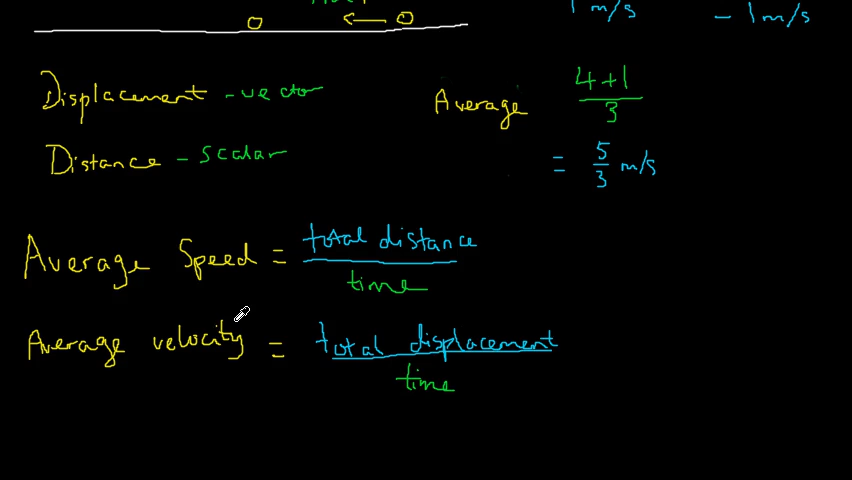 1 m/s - 1 m/s
Displacement - vector
Average 4+1
3
Distance - Scalar
= 5
3 m/s
Average Speed = total distance
time
Average velocity = total displacement
time